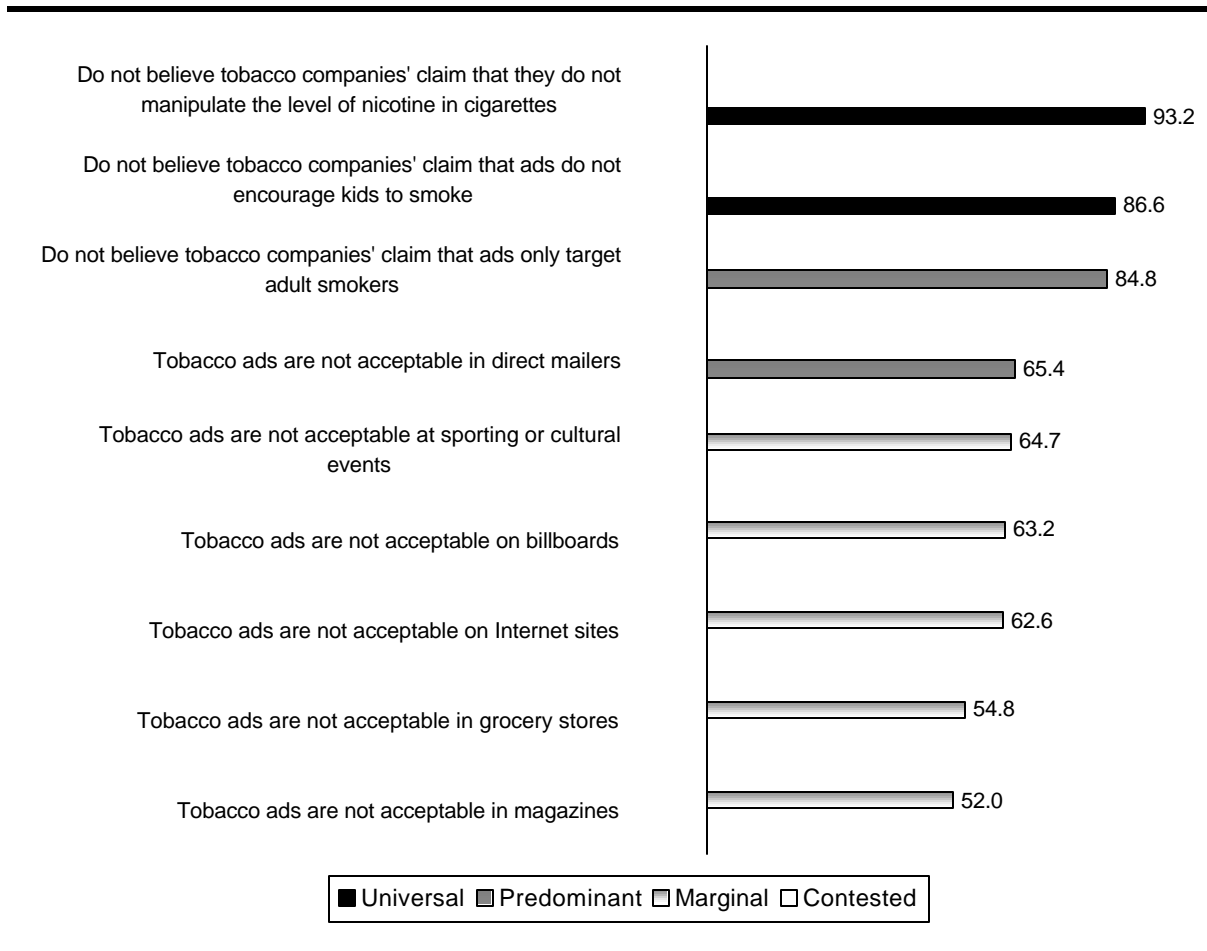 Do not believe tobacco companies' claim that they do not
manipulate the level of nicotine in cigarettes
93.2
Do not believe tobacco companies' claim that ads do not
encourage kids to smoke
86.6
Do not believe tobacco companies' claim that ads only target
adult smokers
84.8
Tobacco ads are not acceptable in direct mailers
65.4
Tobacco ads are not acceptable at sporting or cultural
events
64.7
Tobacco ads are not acceptable on billboards
63.2
Tobacco ads are not acceptable on Internet sites
62.6
Tobacco ads are not acceptable in grocery stores
54.8
Tobacco ads are not acceptable in magazines
52.0
Universal Predominant Marginal Contested